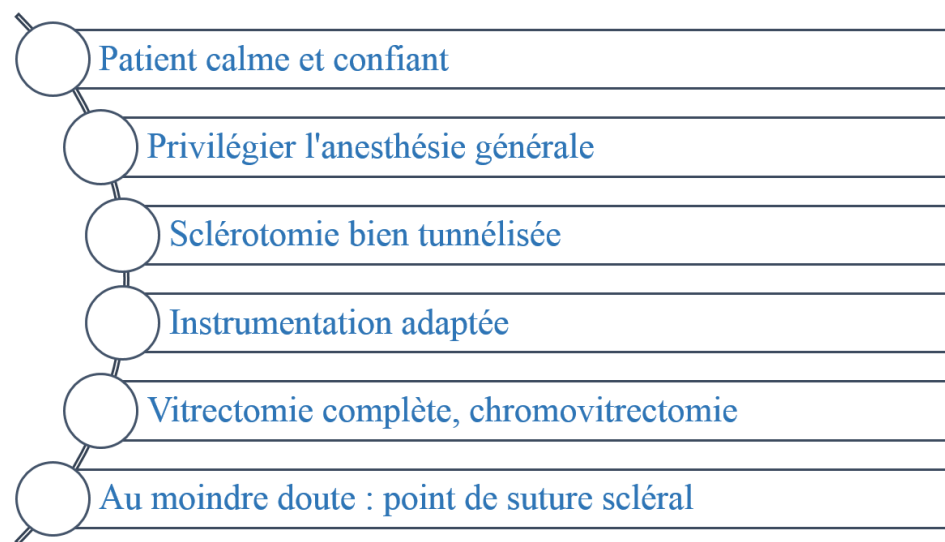 Patient calme et confiant
Privilégier l'anesthésie générale
Sclérotomie bien tunnélisée
Instrumentation adaptée
Vitrectomie complète, chromovitrectomie
Au moindre doute : point de suture scléral